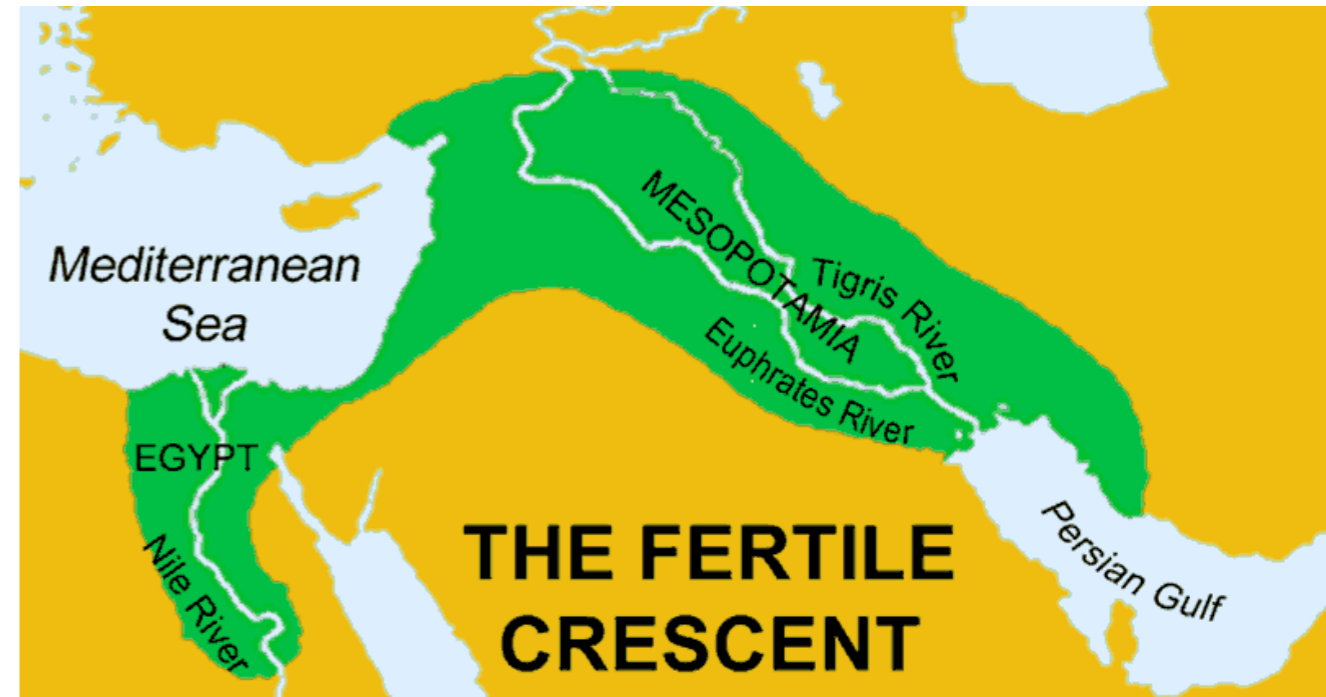 Mediterranean
Sea
MESOPOTAMIA
Tigris River
Euphrates River
EGYPT
Nile River
Persian Gulf
THE FERTILE
CRESCENT